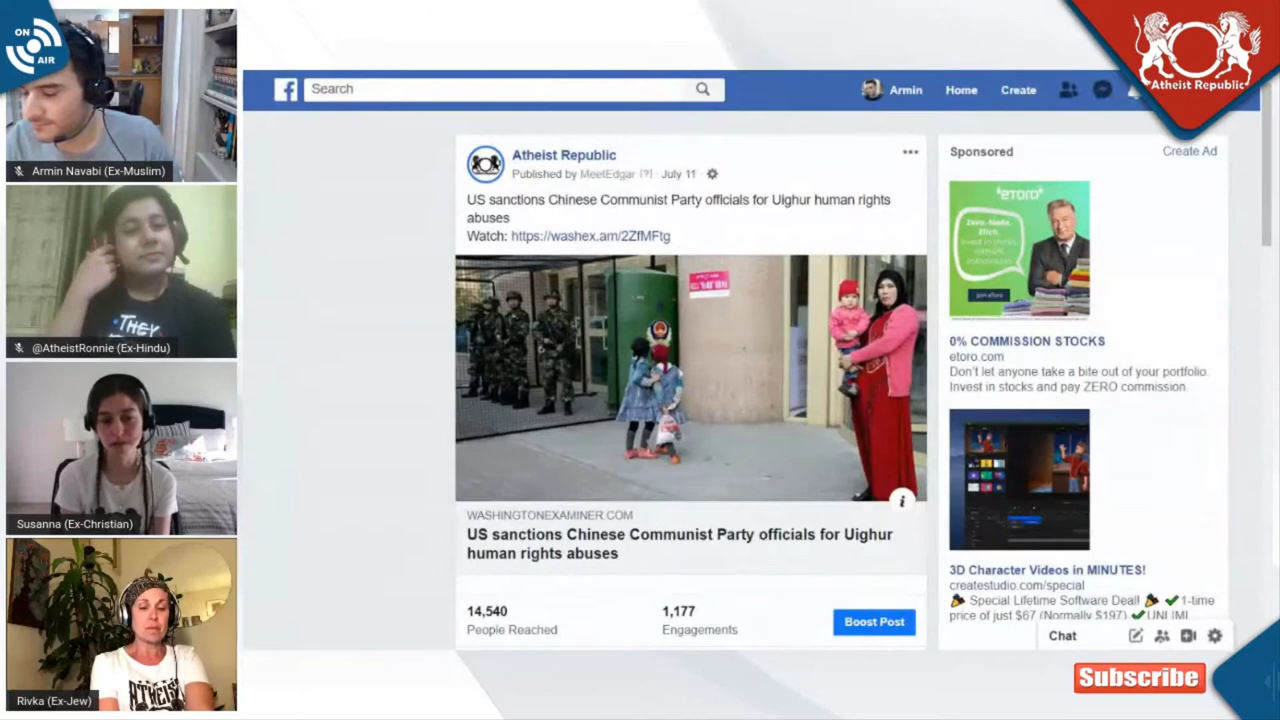 ON
AIR
Armin Navabi (Ex-Muslim)
THEY
@AtheistRonnie (Ex-Hindu)
Susanna (Ex-Christian)
ATHEIST
Rivka (Ex-Jew)
Search
Armin
Home
Create
Atheist Republic
Atheist Republic
Published by MeetEdgar [?] · July 11 ·
US sanctions Chinese Communist Party officials for Uighur human rights
abuses
Watch: https://washex.am/2ZfMFtg
WASHINGTONEXAMINER.COM
US sanctions Chinese Communist Party officials for Uighur
human rights abuses
14,540
People Reached
1,177
Engagements
Boost Post
Sponsored
Create Ad
eToro
Zero. Nada.
Zilch.
join etoro
0% COMMISSION STOCKS
etoro.com
Don't let anyone take a bite out of your portfolio.
Invest in stocks and pay ZERO commission.
3D Character Videos in MINUTES!
createstudio.com/special
🎉 Special Lifetime Software Deal! 🎉 ✔1-time
price of just $67 (Normally $197) ✔UNLIMI
Chat
Subscribe